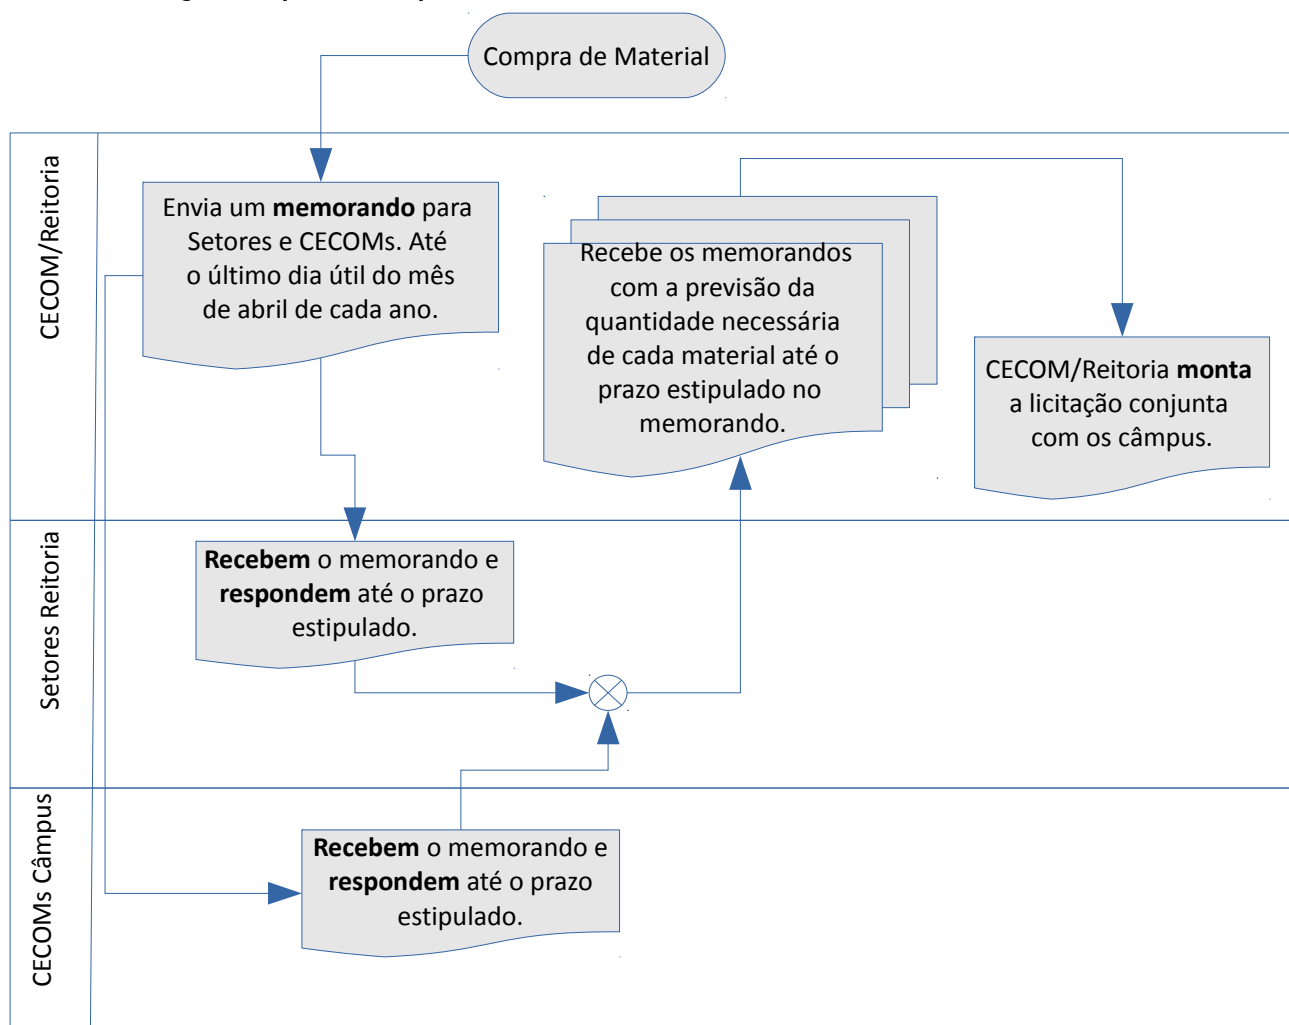 Compra de Material
CECOM/Reitoria
Envia um memorando para
Setores e CECOMs. Até
o último dia útil do mês
de abril de cada ano.
Recebe os memorandos
com a previsão da
quantidade necessária
de cada material até o
prazo estipulado no
memorando.
CECOM/Reitoria monta
a licitação conjunta
com os câmpus.
Setores Reitoria
Recebem o memorando e
respondem até o prazo
estipulado.
CECOMs Câmpus
Recebem o memorando e
respondem até o prazo
estipulado.